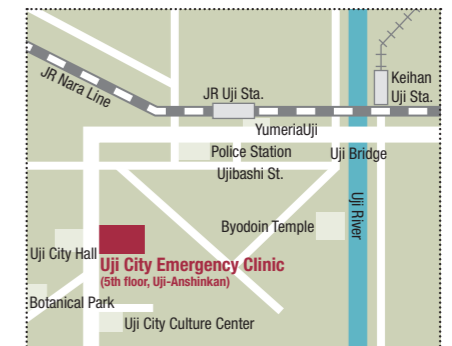 JR Nara Line
JR Uji Sta.
Keihan
Uji Sta.
YumeriaUji
Police Station
Uji Bridge
Ujibashi St.
Uji River
Byodoin Temple
Uji City Hall
Uji City Emergency Clinic
(5th floor, Uji-Anshinkan)
Botanical Park
Uji City Culture Center